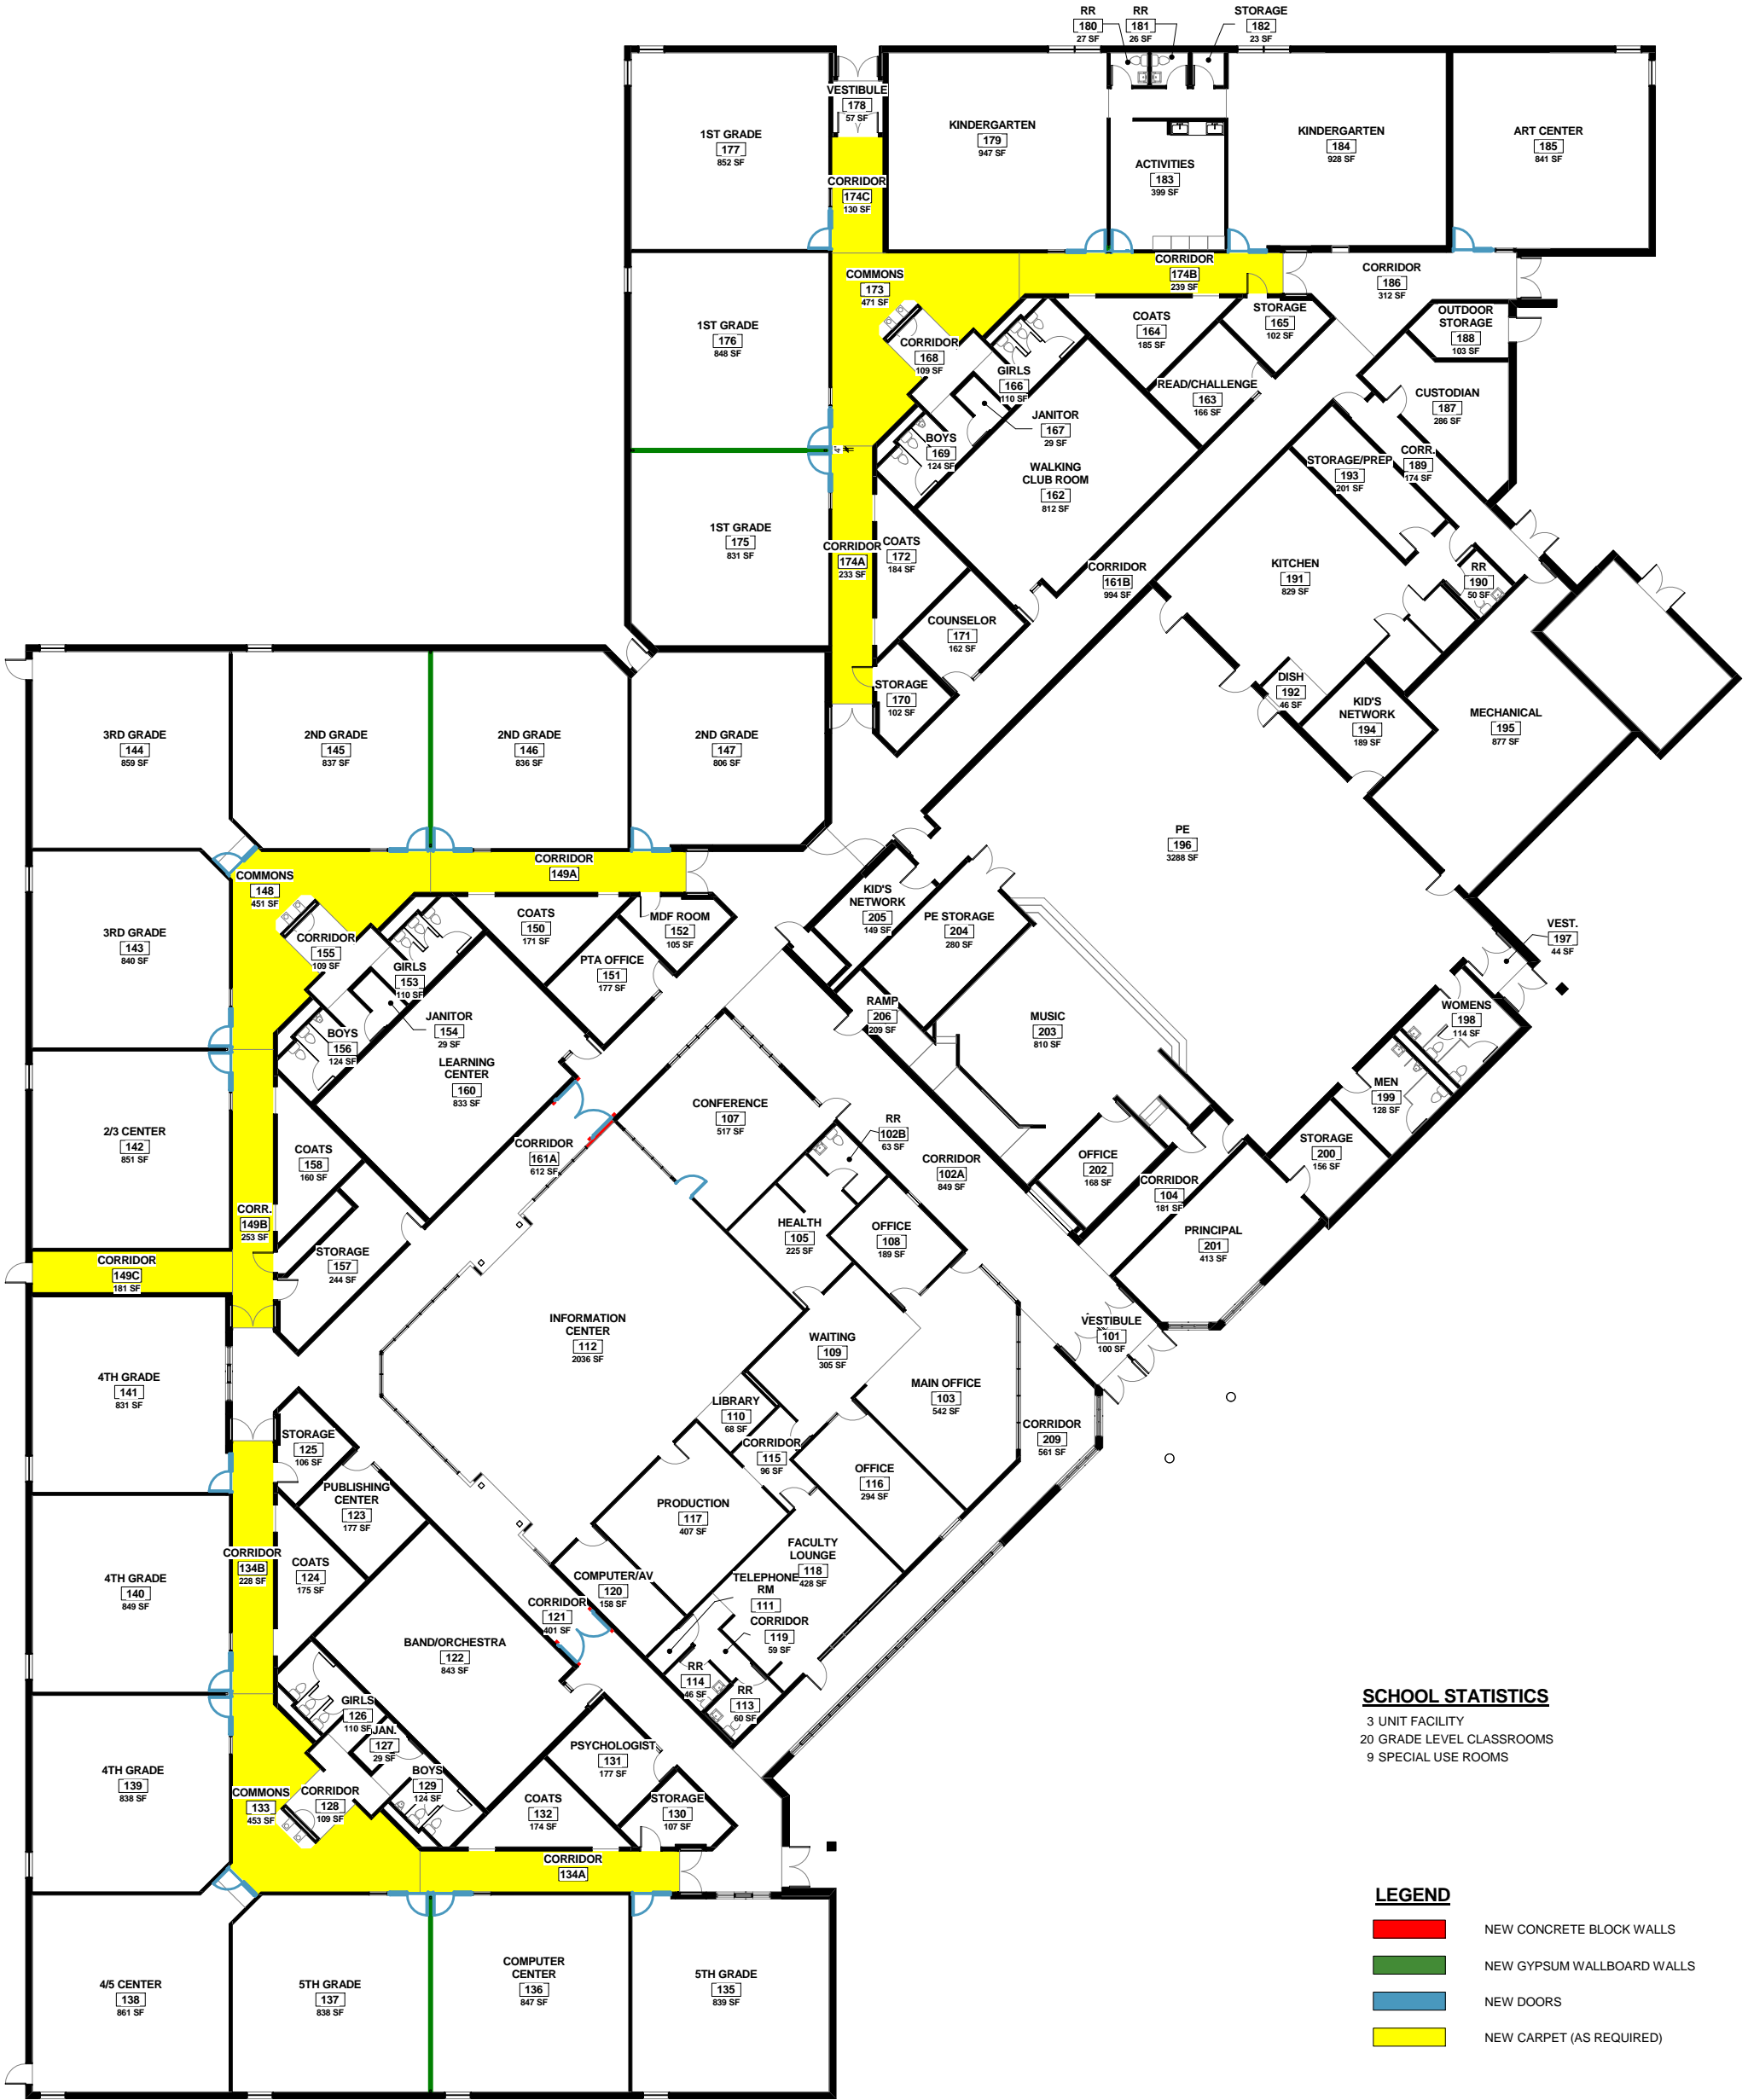 RR
180
27 SF
RR
181
26 SF
STORAGE
182
23 SF
VESTIBULE
178
57 SF
1ST GRADE
177
852 SF
KINDERGARTEN
179
947 SF
ACTIVITIES
183
399 SF
KINDERGARTEN
184
928 SF
ART CENTER
185
841 SF
CORRIDOR
174C
130 SF
COMMONS
173
471 SF
CORRIDOR
174B
239 SF
CORRIDOR
186
312 SF
1ST GRADE
176
848 SF
CORRIDOR
168
109 SF
COATS
164
185 SF
STORAGE
165
102 SF
OUTDOOR
STORAGE
188
103 SF
GIRLS
166
110 SF
READ/CHALLENGE
163
166 SF
CUSTODIAN
187
286 SF
JANITOR
167
29 SF
BOYS
169
124 SF
WALKING
CLUB ROOM
162
812 SF
STORAGE/PREP
193
201 SF
CORR.
189
174 SF
4"
1ST GRADE
175
831 SF
CORRIDOR
174A
233 SF
COATS
172
184 SF
CORRIDOR
161B
994 SF
KITCHEN
191
829 SF
RR
190
50 SF
COUNSELOR
171
162 SF
STORAGE
170
102 SF
DISH
192
46 SF
KID'S
NETWORK
194
189 SF
MECHANICAL
195
877 SF
3RD GRADE
144
859 SF
2ND GRADE
145
837 SF
2ND GRADE
146
836 SF
2ND GRADE
147
806 SF
PE
196
3288 SF
COMMONS
148
451 SF
CORRIDOR
149A
3RD GRADE
143
840 SF
CORRIDOR
155
109 SF
COATS
150
171 SF
MDF ROOM
152
105 SF
KID'S
NETWORK
205
149 SF
PE STORAGE
204
280 SF
VEST.
197
44 SF
GIRLS
153
110 SF
PTA OFFICE
151
177 SF
JANITOR
154
29 SF
BOYS
156
124 SF
RAMP
206
209 SF
MUSIC
203
810 SF
WOMENS
198
114 SF
LEARNING
CENTER
160
833 SF
MEN
199
128 SF
2/3 CENTER
142
851 SF
CONFERENCE
107
517 SF
RR
102B
63 SF
COATS
158
160 SF
CORRIDOR
161A
612 SF
CORRIDOR
102A
849 SF
OFFICE
202
168 SF
STORAGE
200
156 SF
CORRIDOR
104
181 SF
CORR.
149B
253 SF
HEALTH
105
225 SF
OFFICE
108
189 SF
PRINCIPAL
201
413 SF
CORRIDOR
149C
181 SF
STORAGE
157
244 SF
INFORMATION
CENTER
112
2036 SF
WAITING
109
305 SF
VESTIBULE
101
100 SF
4TH GRADE
141
831 SF
MAIN OFFICE
103
542 SF
LIBRARY
110
68 SF
STORAGE
125
106 SF
CORRIDOR
115
96 SF
CORRIDOR
209
561 SF
PUBLISHING
CENTER
123
177 SF
OFFICE
116
294 SF
PRODUCTION
117
407 SF
CORRIDOR
134B
228 SF
COATS
124
175 SF
FACULTY
LOUNGE
118
428 SF
4TH GRADE
140
849 SF
COMPUTER/AV
120
158 SF
TELEPHONE
RM
111
CORRIDOR
121
401 SF
CORRIDOR
119
59 SF
BAND/ORCHESTRA
122
843 SF
RR
114
46 SF
RR
113
60 SF
GIRLS
126
110 SF
JAN.
127
29 SF
PSYCHOLOGIST
131
177 SF
4TH GRADE
139
838 SF
COMMONS
133
453 SF
CORRIDOR
128
109 SF
BOYS
129
124 SF
COATS
132
174 SF
STORAGE
130
107 SF
CORRIDOR
134A
4/5 CENTER
138
861 SF
5TH GRADE
137
838 SF
COMPUTER
CENTER
136
847 SF
5TH GRADE
135
839 SF
SCHOOL STATISTICS
3 UNIT FACILITY
20 GRADE LEVEL CLASSROOMS
9 SPECIAL USE ROOMS
LEGEND
NEW CONCRETE BLOCK WALLS
NEW GYPSUM WALLBOARD WALLS
NEW DOORS
NEW CARPET (AS REQUIRED)